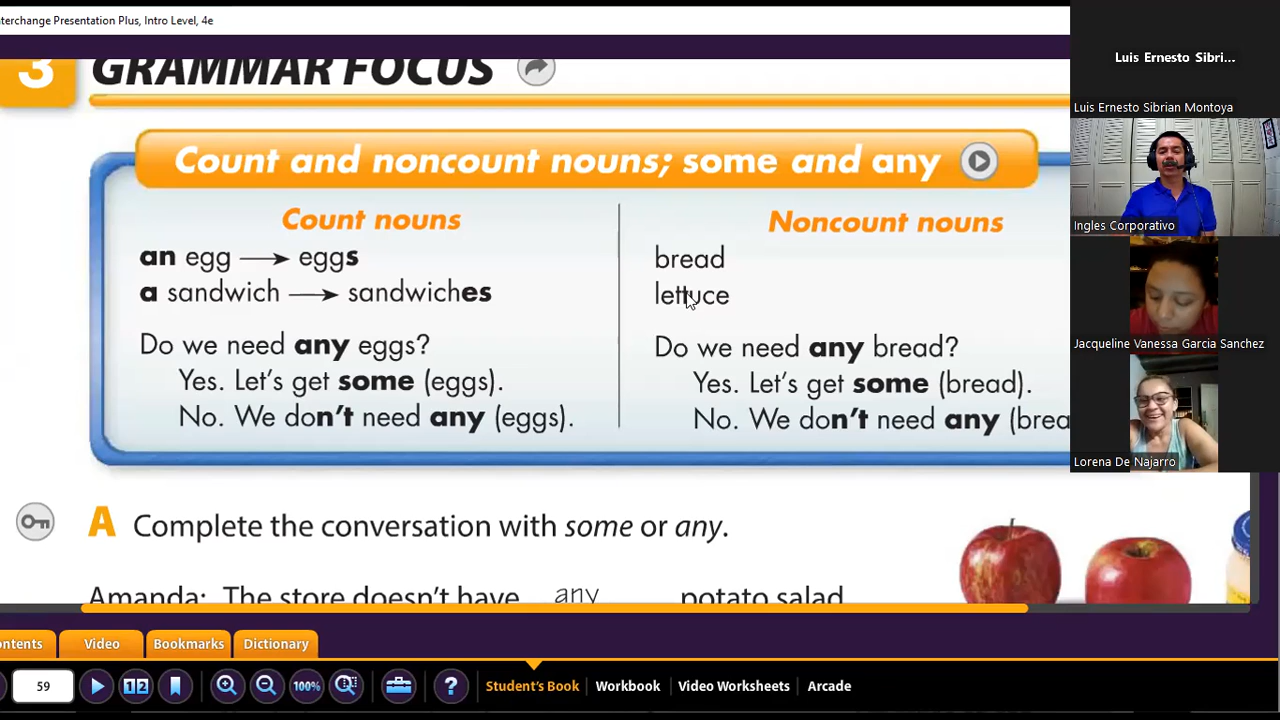 terchange Presentation Plus, Intro Level, 4e
3 GRAMMAR FOCUS
Count and noncount nouns; some and any
Count nouns
an egg → eggs
a sandwich → sandwiches
Do we need any eggs?
Yes. Let's get some (eggs).
No. We don't need any (eggs).
Noncount nouns
bread
lettuce
Do we need any bread?
Yes. Let's get some (bread).
No. We don't need any (brea
A Complete the conversation with some or any.
Amanda: The store doesn't have any potato salad
ontents Video Bookmarks Dictionary
59 1 2 100% ? Student's Book Workbook Video Worksheets Arcade
Luis Ernesto Sibri...
Luis Ernesto Sibrian Montoya
Ingles Corporativo
Jacqueline Vanessa Garcia Sanchez
Lorena De Najarro